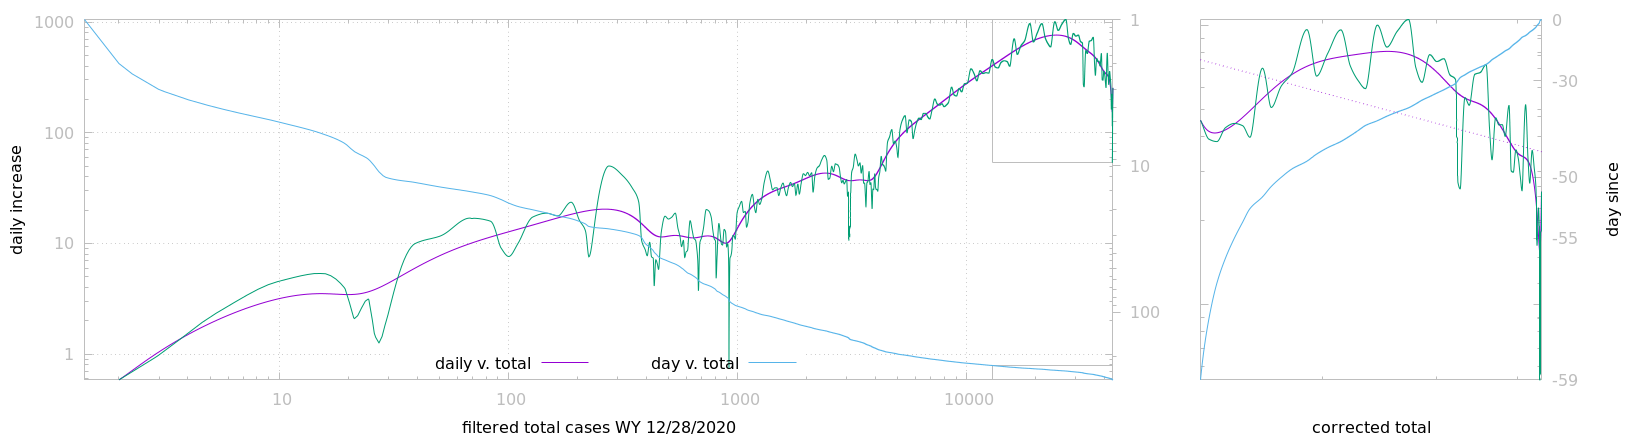 1000
100
10
1
daily increase
10
100
1000
10000
filtered total cases WY 12/28/2020
daily v. total
day v. total
1
10
100
0
-30
-50
-55
-59
day since
corrected total